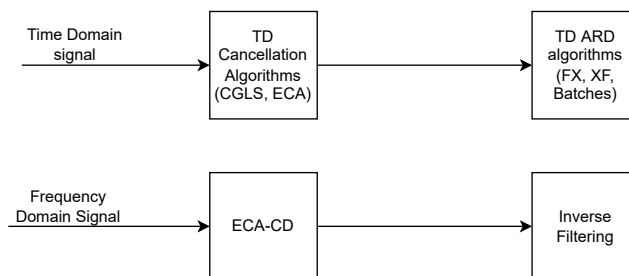 Time Domain
signal
TD
Cancellation
Algorithms
(CGLS, ECA)
TD ARD
algorithms
(FX, XF,
Batches)
Frequency
Domain Signal
ECA-CD
Inverse
Filtering